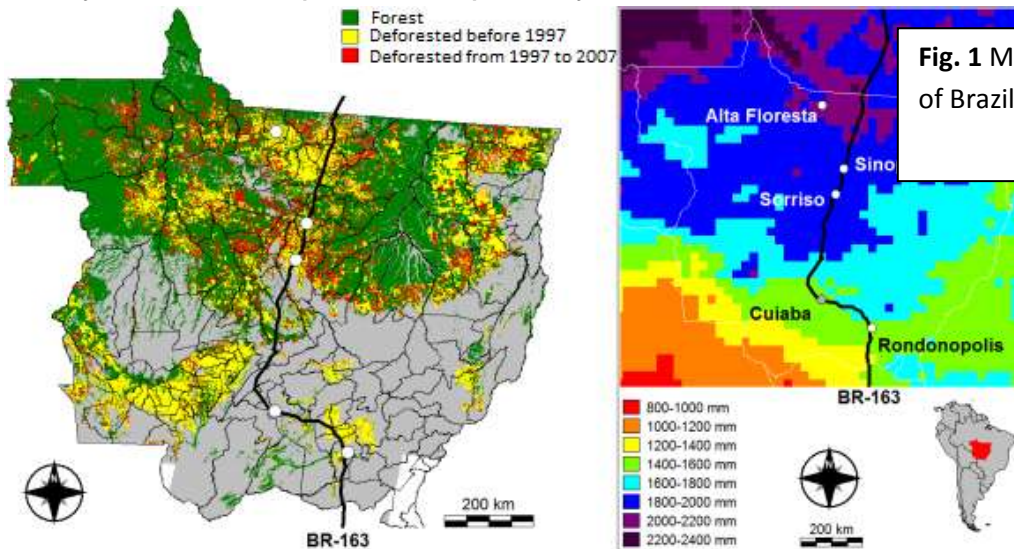 Forest
Deforested before 1997
Deforested from 1997 to 2007
200 km
BR-163
Fig. 1 M
of Brazil
Alta Floresta
Sino
Sorriso
Cuiaba
Rondonopolis
BR-163
800-1000 mm
1000-1200 mm
1200-1400 mm
1400-1600 mm
1600-1800 mm
1800-2000 mm
2000-2200 mm
2200-2400 mm
200 km